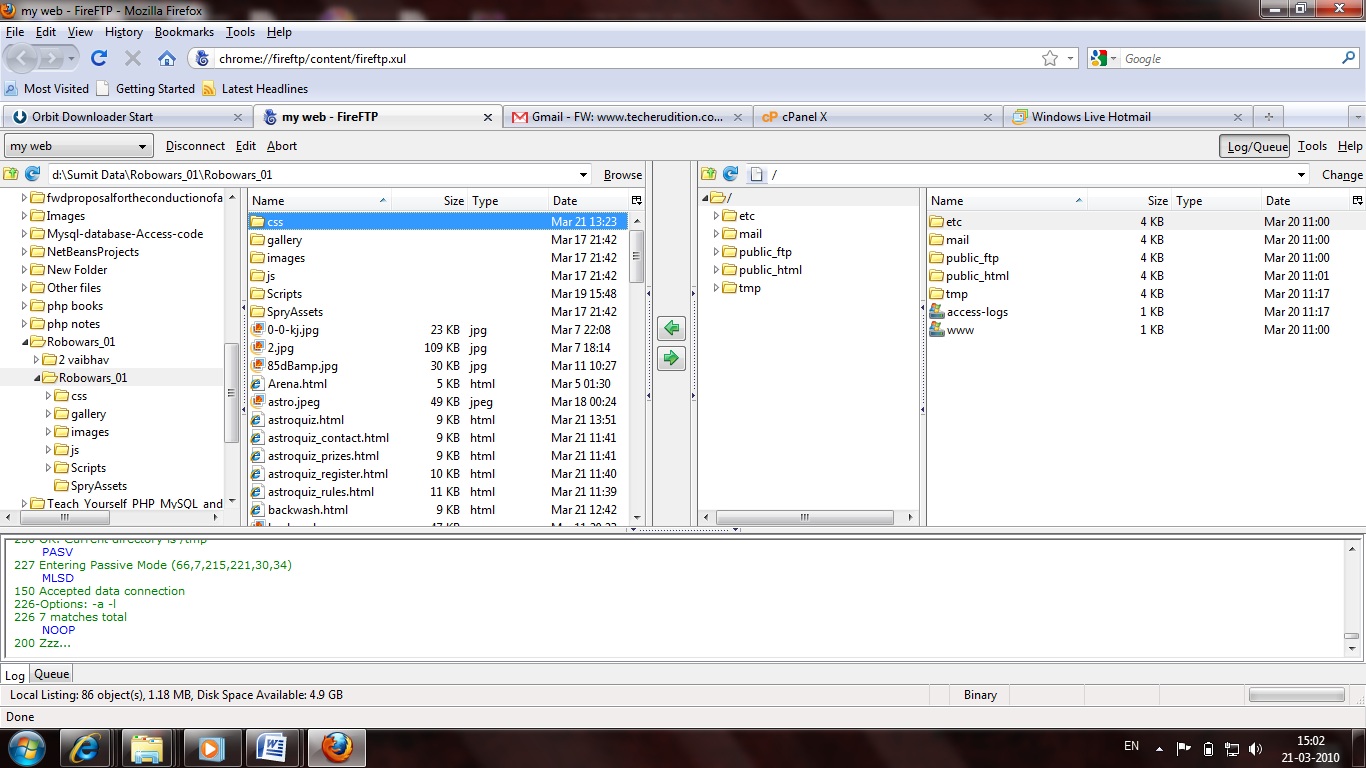 my web - FireFTP - Mozilla Firefox
File Edit View History Bookmarks Tools Help
chrome://fireftp/content/fireftp.xul
Google
Most Visited Getting Started Latest Headlines
Orbit Downloader Start
my web - FireFTP
Gmail - FW: www.techerudition.co...
cPanel X
Windows Live Hotmail
my web Disconnect Edit Abort Log/Queue Tools Help
d:\Sumit Data\Robowars_01\Robowars_01 Browse
/ Change
fwdproposalfortheconductionofa
Images
Mysql-database-Access-code
NetBeansProjects
New Folder
Other files
php books
php notes
Robowars_01
2 vaibhav
Robowars_01
css
gallery
images
js
Scripts
SpryAssets
Teach Yourself PHP MySQL and
Name Size Type Date
css Mar 21 13:23
gallery Mar 17 21:42
images Mar 17 21:42
js Mar 17 21:42
Scripts Mar 19 15:48
SpryAssets Mar 17 21:42
0-0-kj.jpg 23 KB jpg Mar 7 22:08
2.jpg 109 KB jpg Mar 7 18:14
85dBamp.jpg 30 KB jpg Mar 11 10:27
Arena.html 5 KB html Mar 5 01:30
astro.jpeg 49 KB jpeg Mar 18 00:24
astroquiz.html 9 KB html Mar 21 13:51
astroquiz_contact.html 9 KB html Mar 21 11:41
astroquiz_prizes.html 9 KB html Mar 21 11:41
astroquiz_register.html 10 KB html Mar 21 11:40
astroquiz_rules.html 11 KB html Mar 21 11:39
backwash.html 9 KB html Mar 21 12:42
/
etc
mail
public_ftp
public_html
tmp
Name Size Type Date
etc 4 KB Mar 20 11:00
mail 4 KB Mar 20 11:00
public_ftp 4 KB Mar 20 11:00
public_html 4 KB Mar 20 11:01
tmp 4 KB Mar 20 11:17
access-logs 1 KB Mar 20 11:17
www 1 KB Mar 20 11:00
250 OK. Current directory is /tmp
PASV
227 Entering Passive Mode (66,7,215,221,30,34)
MLSD
150 Accepted data connection
226-Options: -a -l
226 7 matches total
NOOP
200 Zzz...
Log Queue
Local Listing: 86 object(s), 1.18 MB, Disk Space Available: 4.9 GB Binary
Done
EN 15:02
21-03-2010